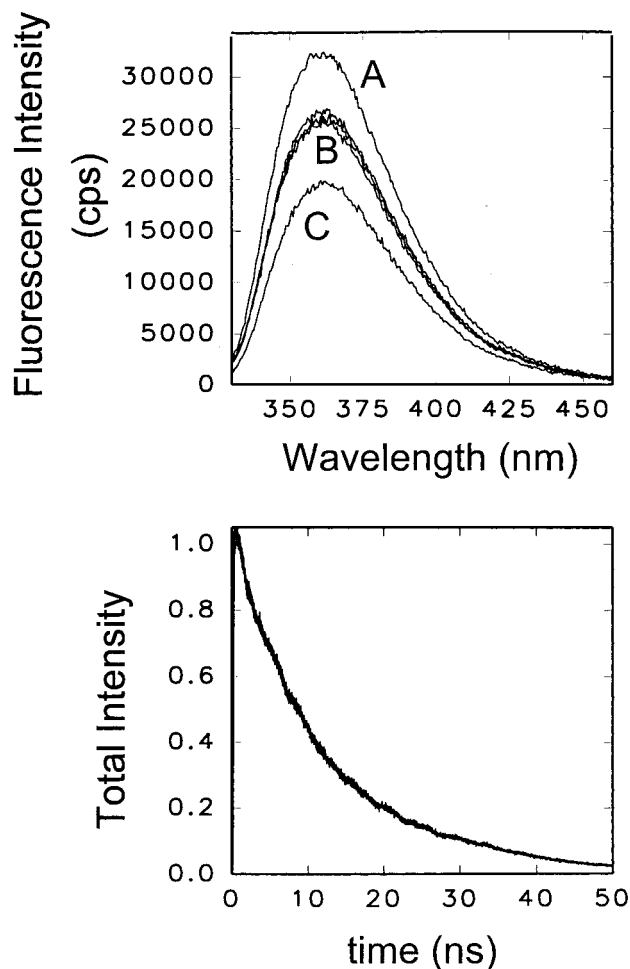 Fluorescence Intensity
(cps)
30000
25000
20000
15000
10000
5000
0
A
B
C
350 375 400 425 450
Wavelength (nm)
Total Intensity
1.0
0.8
0.6
0.4
0.2
0.0
0 10 20 30 40 50
time (ns)